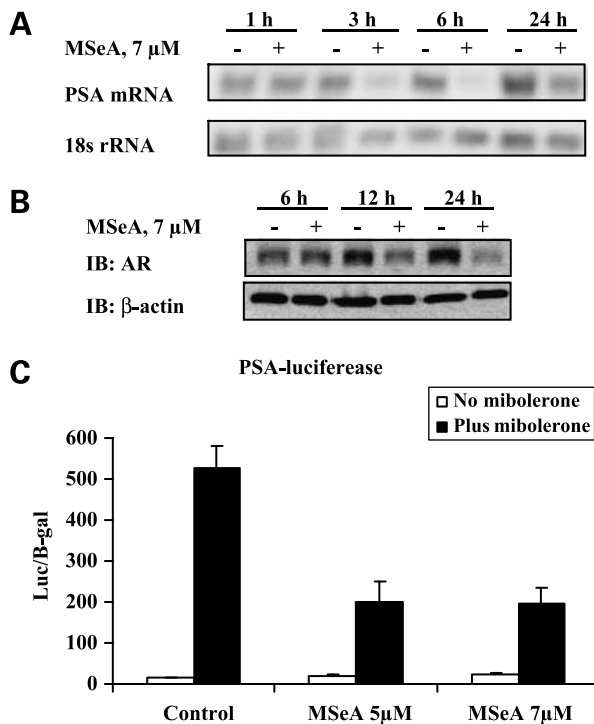 A
1 h 3 h 6 h 24 h
MSeA, 7 µM - + - + - + - +
PSA mRNA
18s rRNA
B
6 h 12 h 24 h
MSeA, 7 µM - + - + - +
IB: AR
IB: β-actin
C
PSA-luciferease
No mibolerone
Plus mibolerone
Luc/B-gal
600
500
400
300
200
100
0
Control MSeA 5µM MSeA 7µM